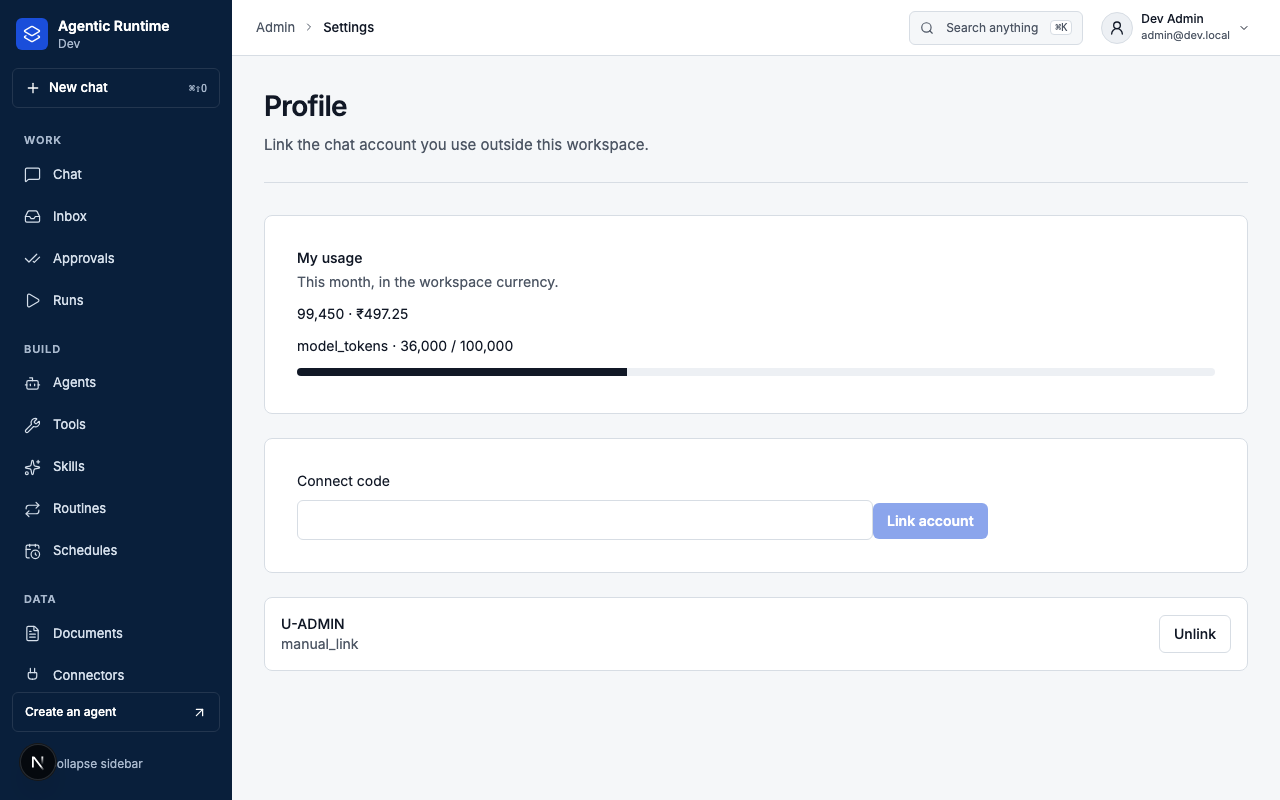 Agentic Runtime
Dev
New chat ⌘⇧O
WORK
Chat
Inbox
Approvals
Runs
BUILD
Agents
Tools
Skills
Routines
Schedules
DATA
Documents
Connectors
Create an agent
N
ollapse sidebar
Admin > Settings
Search anything ⌘K
Dev Admin
admin@dev.local
Profile
Link the chat account you use outside this workspace.
My usage
This month, in the workspace currency.
99,450 · ₹497.25
model_tokens · 36,000 / 100,000
Connect code
Link account
U-ADMIN
manual_link
Unlink